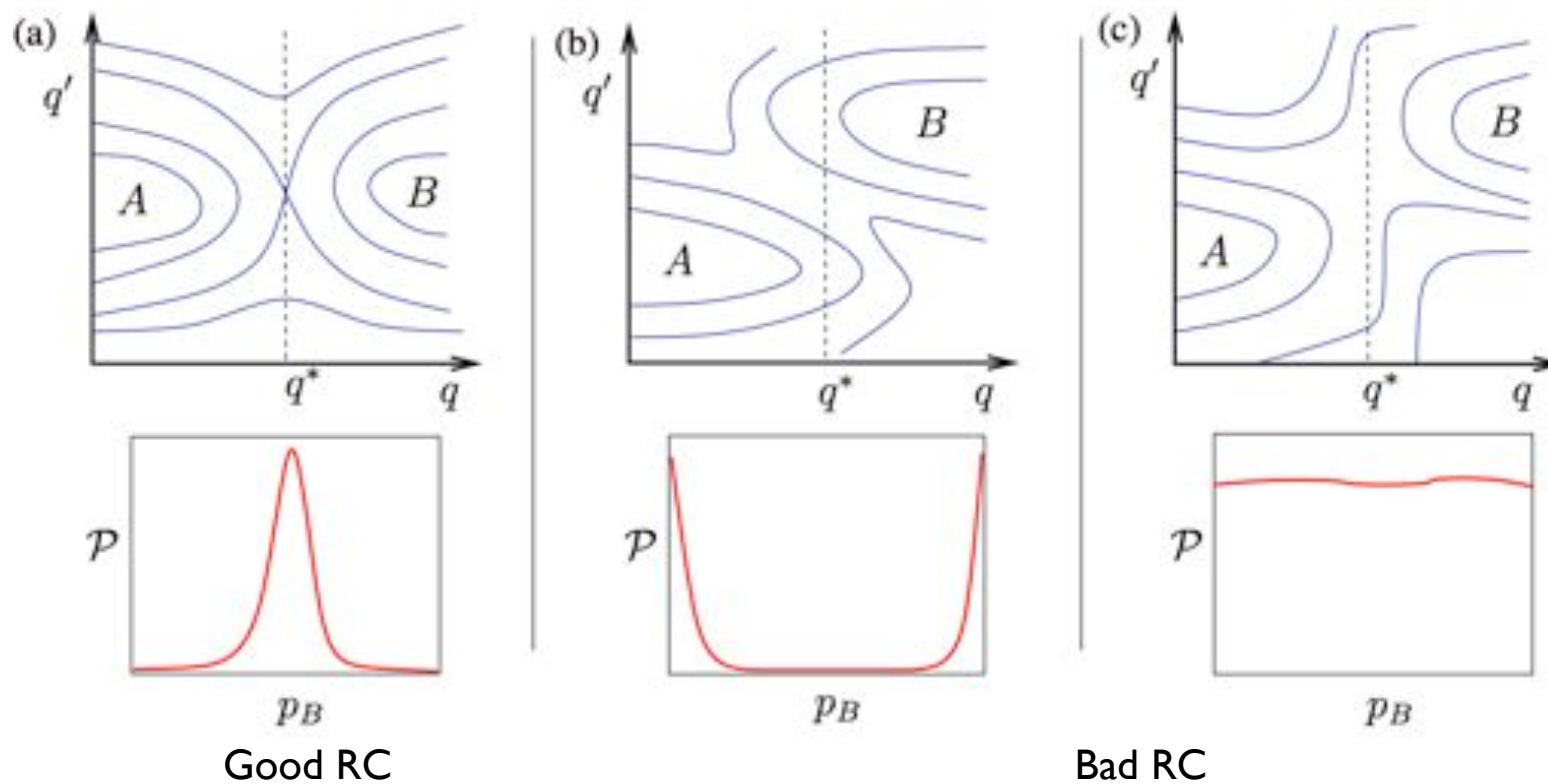 (a)
q′
A
B
q*
q
𝒫
p_B
Good RC
(b)
q′
A
B
q*
q
𝒫
p_B
(c)
q′
A
B
q*
q
𝒫
p_B
Bad RC